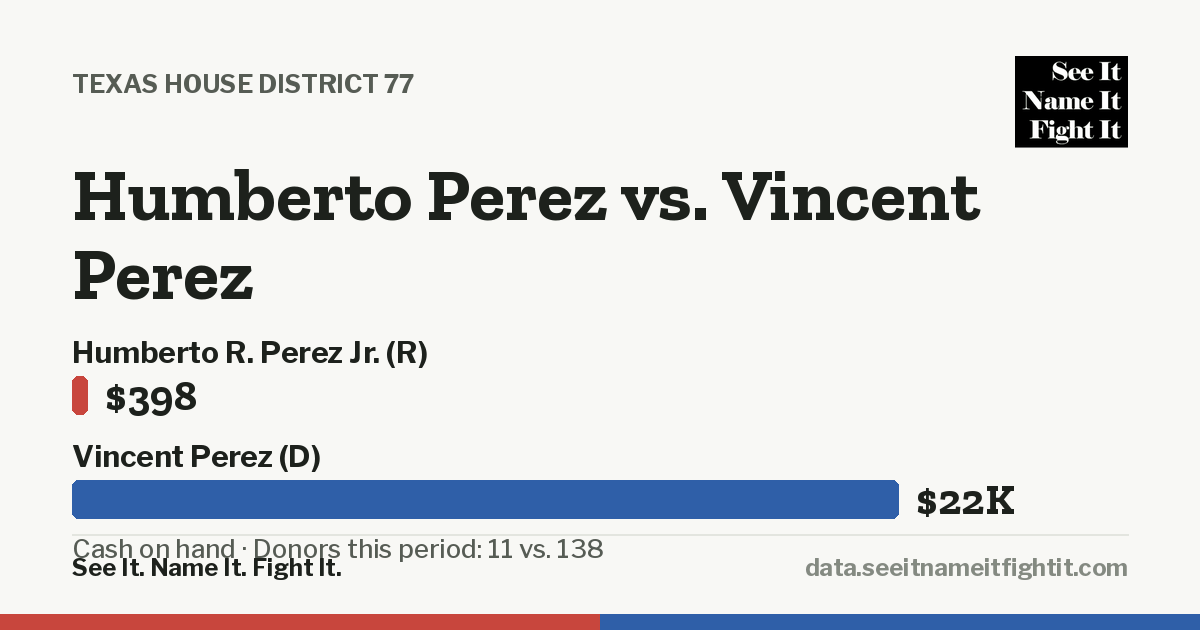 TEXAS HOUSE DISTRICT 77
See It
Name It
Fight It
Humberto Perez vs. Vincent
Perez
Humberto R. Perez Jr. (R)
$398
Vincent Perez (D)
$22K
Cash on hand · Donors this period: 11 vs. 138
See It. Name It. Fight It.
data.seeitnameitfightit.com